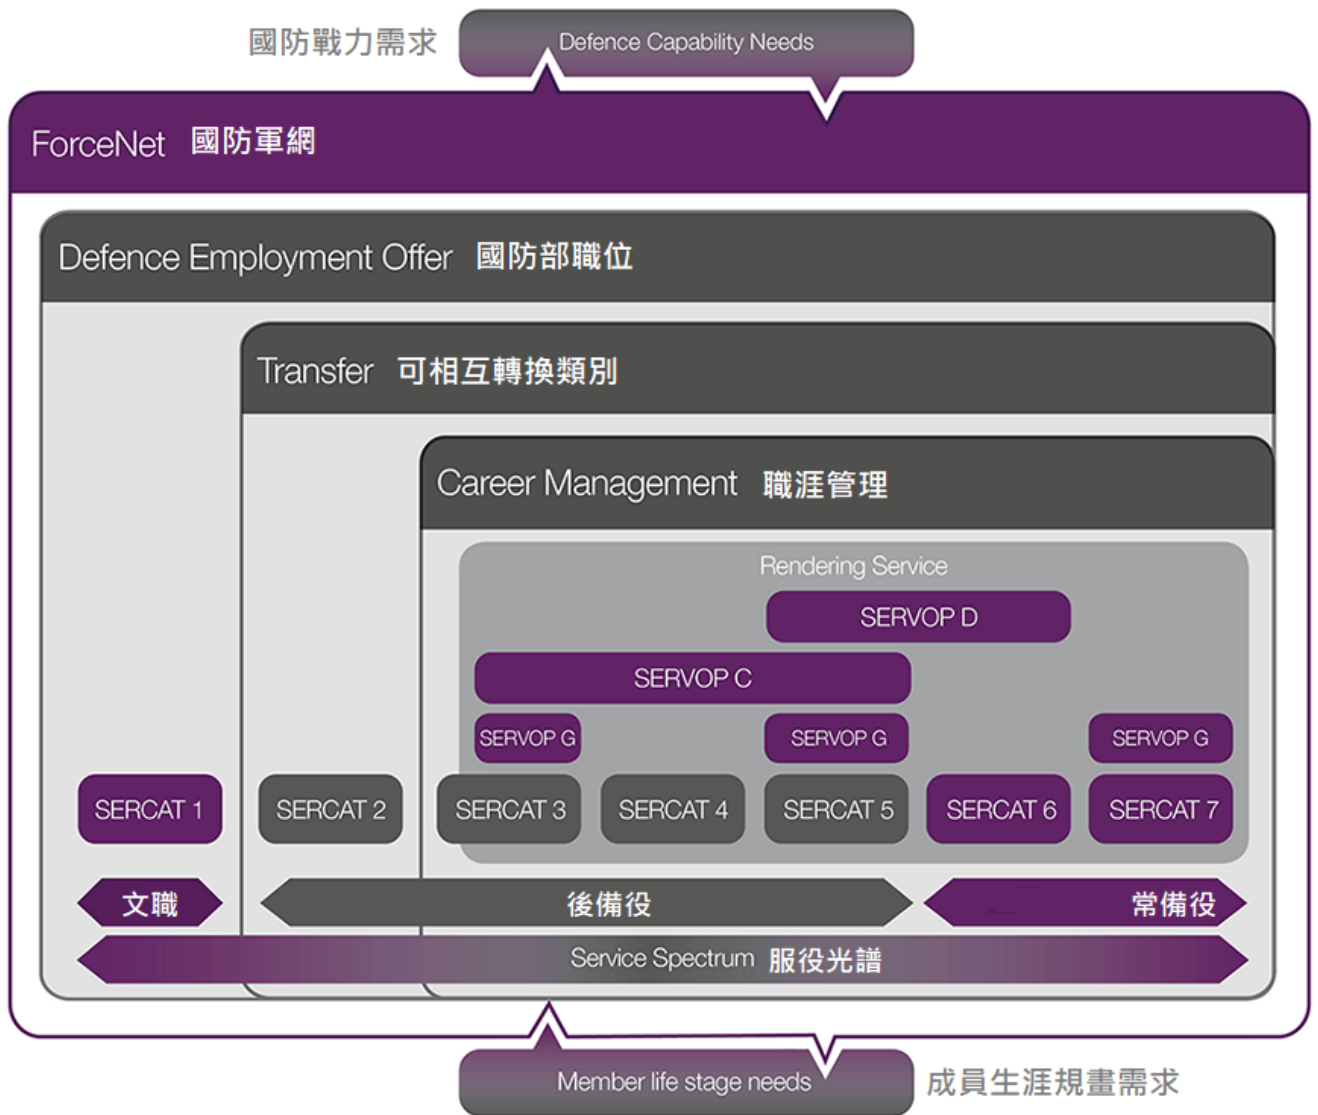 國防戰力需求 Defence Capability Needs
ForceNet 國防軍網
Defence Employment Offer 國防部職位
Transfer 可相互轉換類別
Career Management 職涯管理
Rendering Service
SERVOP D
SERVOP C
SERVOP G SERVOP G SERVOP G
SERCAT 1 SERCAT 2 SERCAT 3 SERCAT 4 SERCAT 5 SERCAT 6 SERCAT 7
文職 後備役 常備役
Service Spectrum 服役光譜
Member life stage needs 成員生涯規畫需求